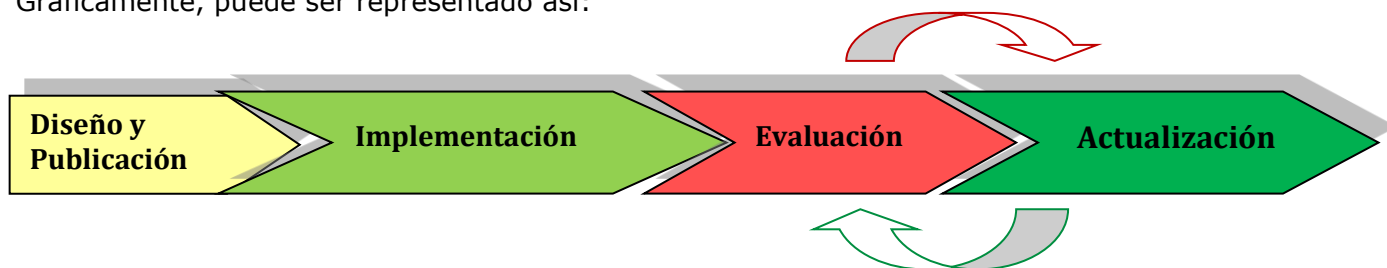 Gráficamente, puede ser representado así:
Diseño y
Publicación
Implementación
Evaluación
Actualización